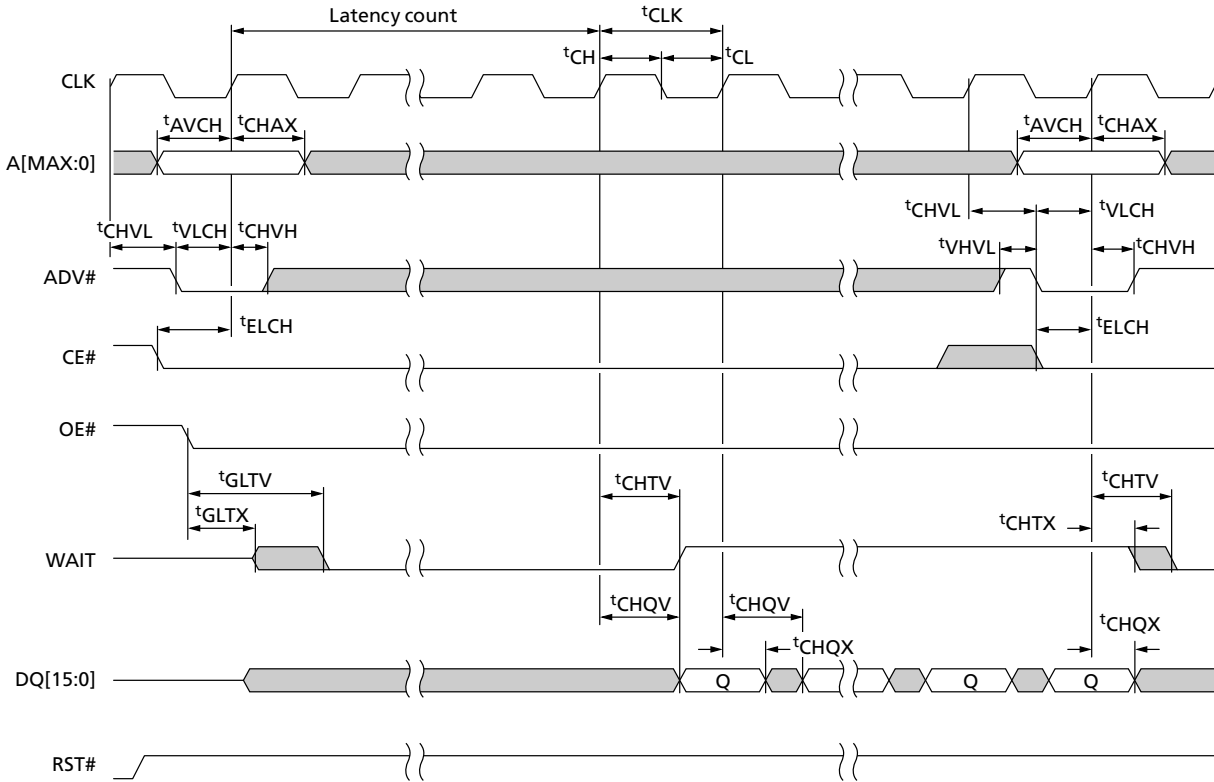 Latency count
tCLK
tCH
tCL
CLK
tAVCH
tCHAX
tAVCH
tCHAX
A[MAX:0]
tCHVL
tVLCH
tCHVL
tVLCH
tCHVH
tVHVL
tCHVH
ADV#
tELCH
tELCH
CE#
OE#
tGLTV
tCHTV
tCHTV
tGLTX
tCHTX
WAIT
tCHQV
tCHQV
tCHQX
tCHQX
DQ[15:0]
Q
Q
Q
RST#